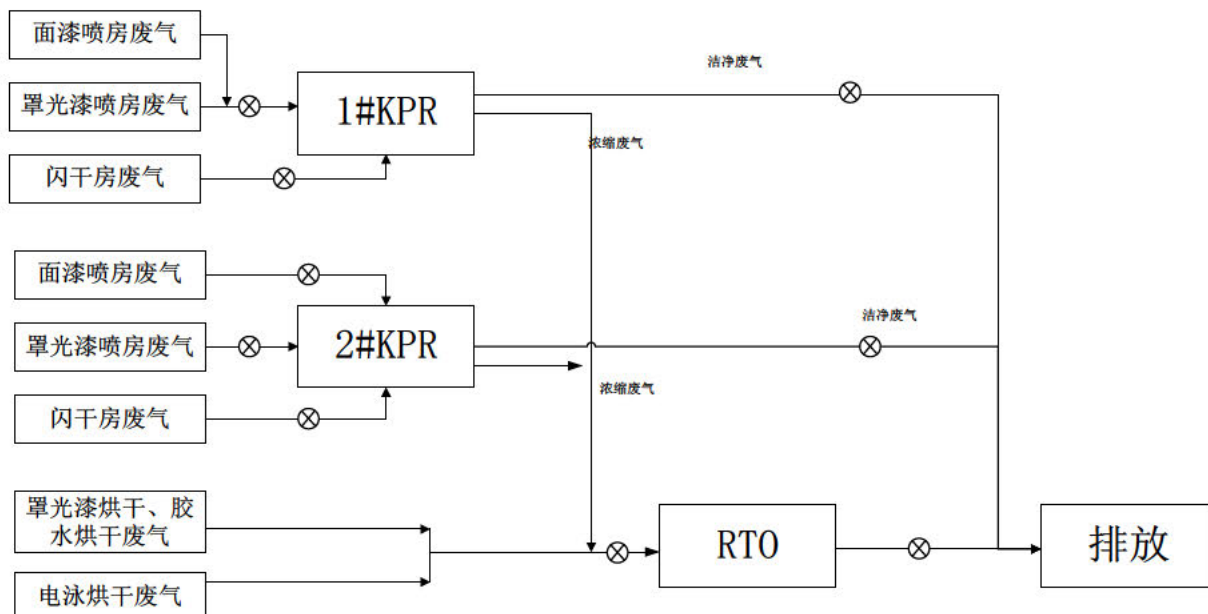 面漆喷房废气
罩光漆喷房废气
闪干房废气
1#KPR
洁净废气
浓缩废气
面漆喷房废气
罩光漆喷房废气
闪干房废气
2#KPR
洁净废气
浓缩废气
罩光漆烘干、胶
水烘干废气
电泳烘干废气
RTO
排放